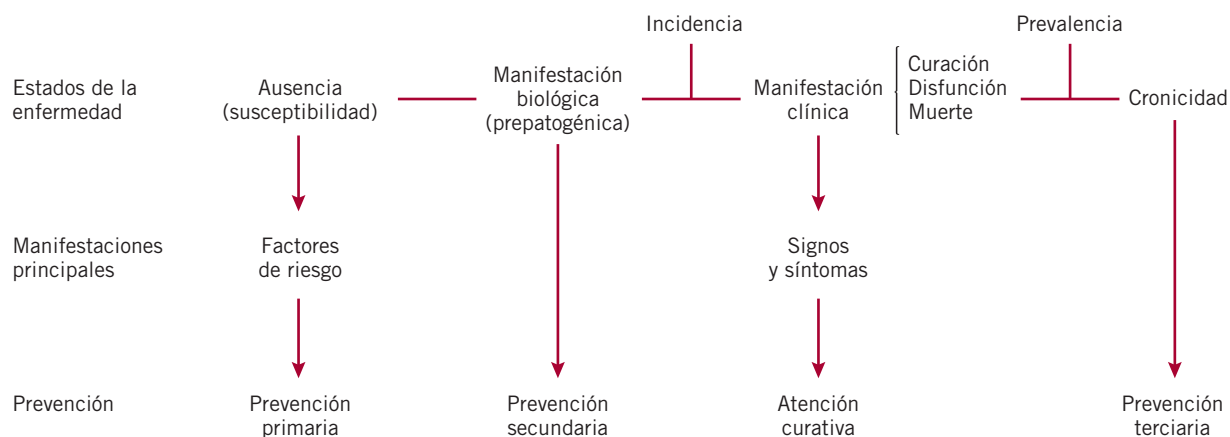 Incidencia
Prevalencia
Estados de la
enfermedad
Ausencia
(susceptibilidad)
Manifestación
biológica
(prepatogénica)
Manifestación
clínica
Curación
Disfunción
Muerte
Cronicidad
Manifestaciones
principales
Factores
de riesgo
Signos
y síntomas
Prevención
Prevención
primaria
Prevención
secundaria
Atención
curativa
Prevención
terciaria